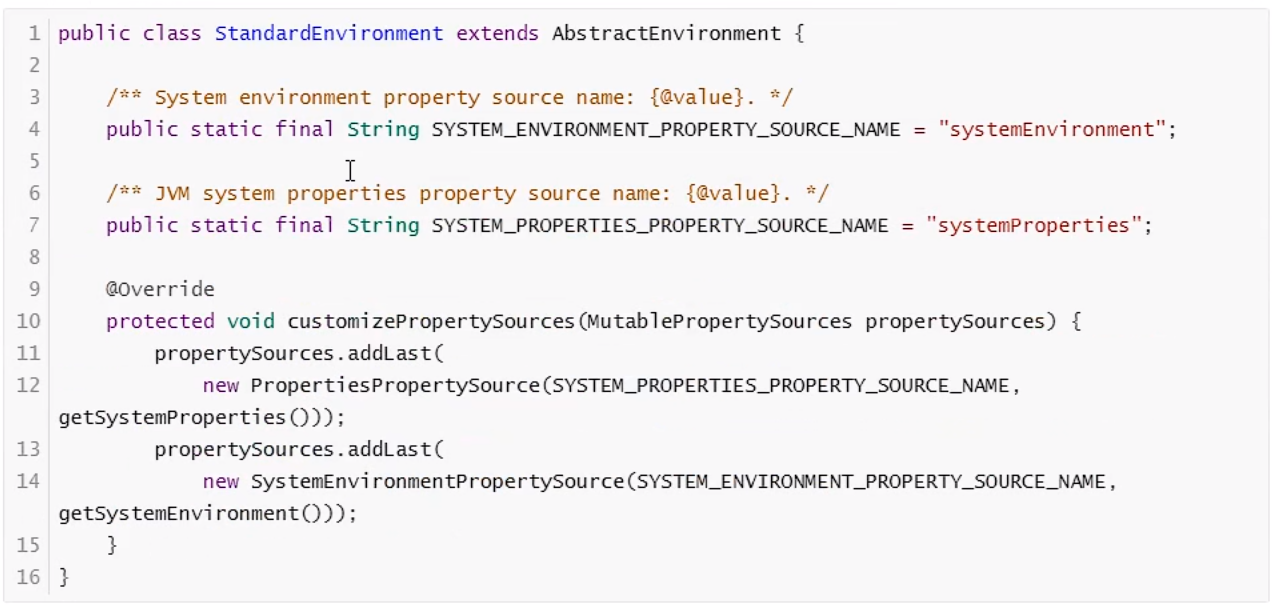 1 public class StandardEnvironment extends AbstractEnvironment {
2
3     /** System environment property source name: {@value}. */
4     public static final String SYSTEM_ENVIRONMENT_PROPERTY_SOURCE_NAME = "systemEnvironment";
5
6     /** JVM system properties property source name: {@value}. */
7     public static final String SYSTEM_PROPERTIES_PROPERTY_SOURCE_NAME = "systemProperties";
8
9     @Override
10     protected void customizePropertySources(MutablePropertySources propertySources) {
11         propertySources.addLast(
12             new PropertiesPropertySource(SYSTEM_PROPERTIES_PROPERTY_SOURCE_NAME,
getSystemProperties()));
13         propertySources.addLast(
14             new SystemEnvironmentPropertySource(SYSTEM_ENVIRONMENT_PROPERTY_SOURCE_NAME,
getSystemEnvironment()));
15     }
16 }